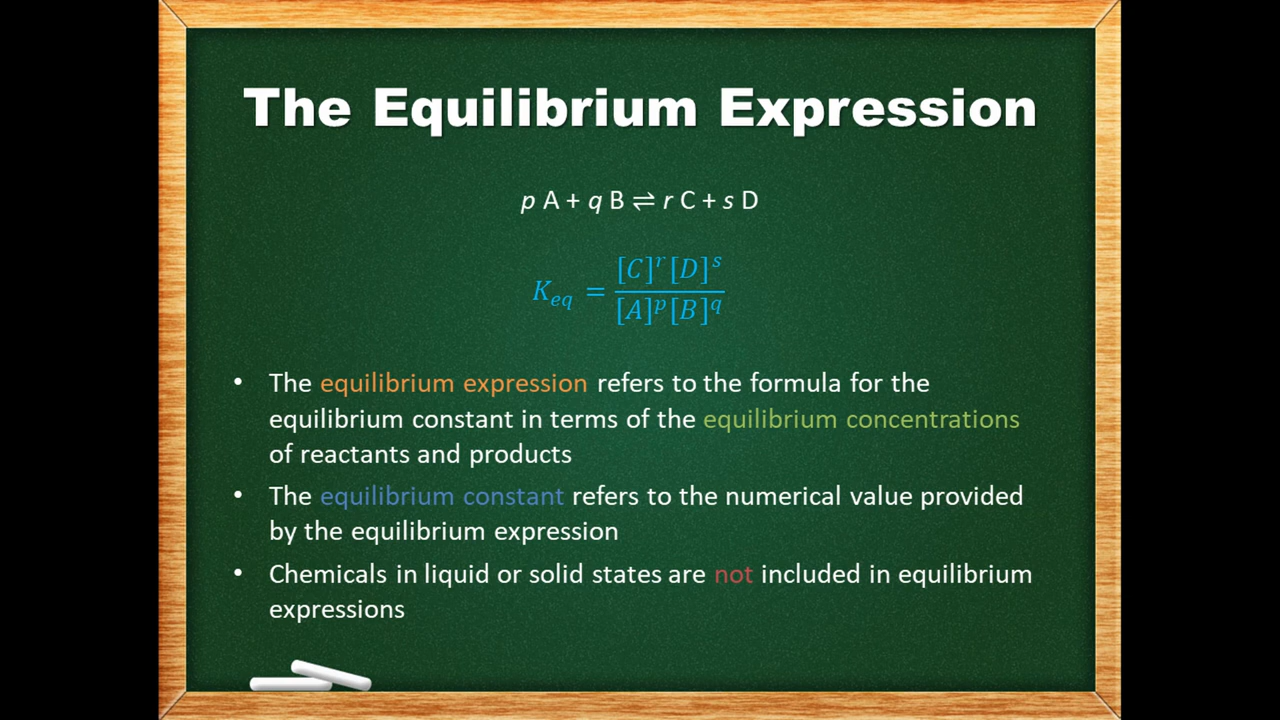 The Equilibrium Expression
p A + q B ⇌ r C + s D
K_eq = [C]^r [D]^s / [A]^p [B]^q
• The equilibrium expression refers to the formula for the
equilibrium constant in terms of the equilibrium concentrations
of reactants and products
• The equilibrium constant refers to the numerical value provided
by the equilibrium expression
• Chemicals in liquid or solid states are not included in equilibrium
expressions